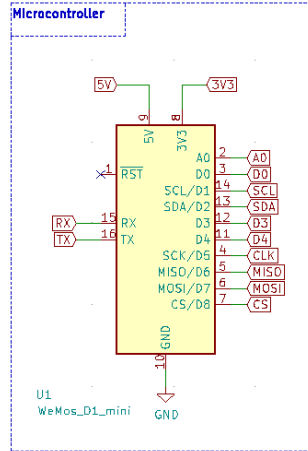 Microcontroller
5V 3V3
9 8
5V 3V3
A0 2 A0
D0 3 D0
1 RST
SCL/D1 14 SCL
SDA/D2 13 SDA
RX 15 RX D3 12 D3
TX 16 TX D4 11 D4
SCK/D5 4 CLK
MISO/D6 5 MISO
MOSI/D7 6 MOSI
CS/D8 7 CS
GND
10
U1
WeMos_D1_mini
GND